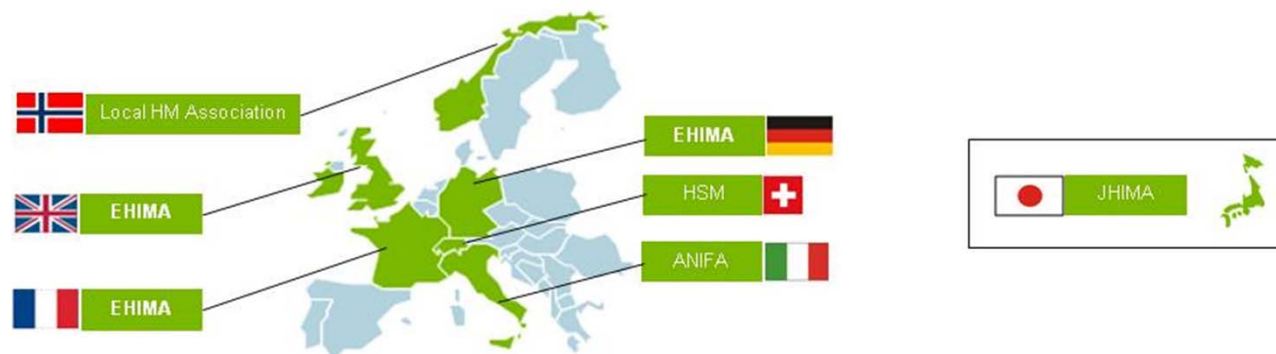 Local HM Association
EHIMA
EHIMA
EHIMA
HSM
ANIFA
JHIMA